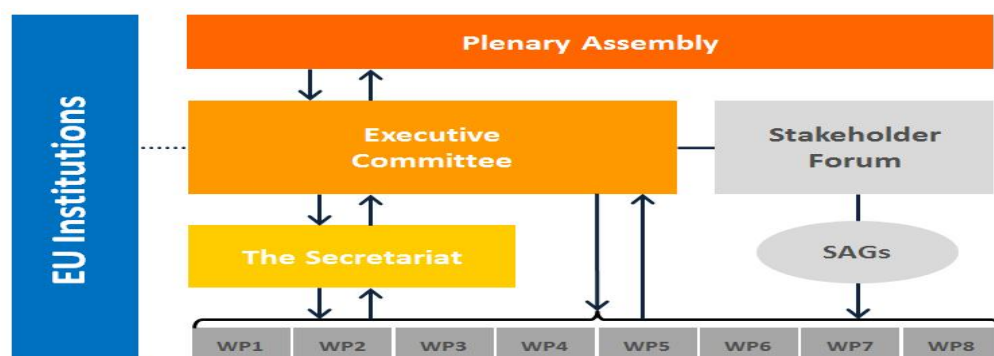 EU Institutions
Plenary Assembly
Executive
Committee
Stakeholder
Forum
The Secretariat
SAGs
WP1 WP2 WP3 WP4 WP5 WP6 WP7 WP8